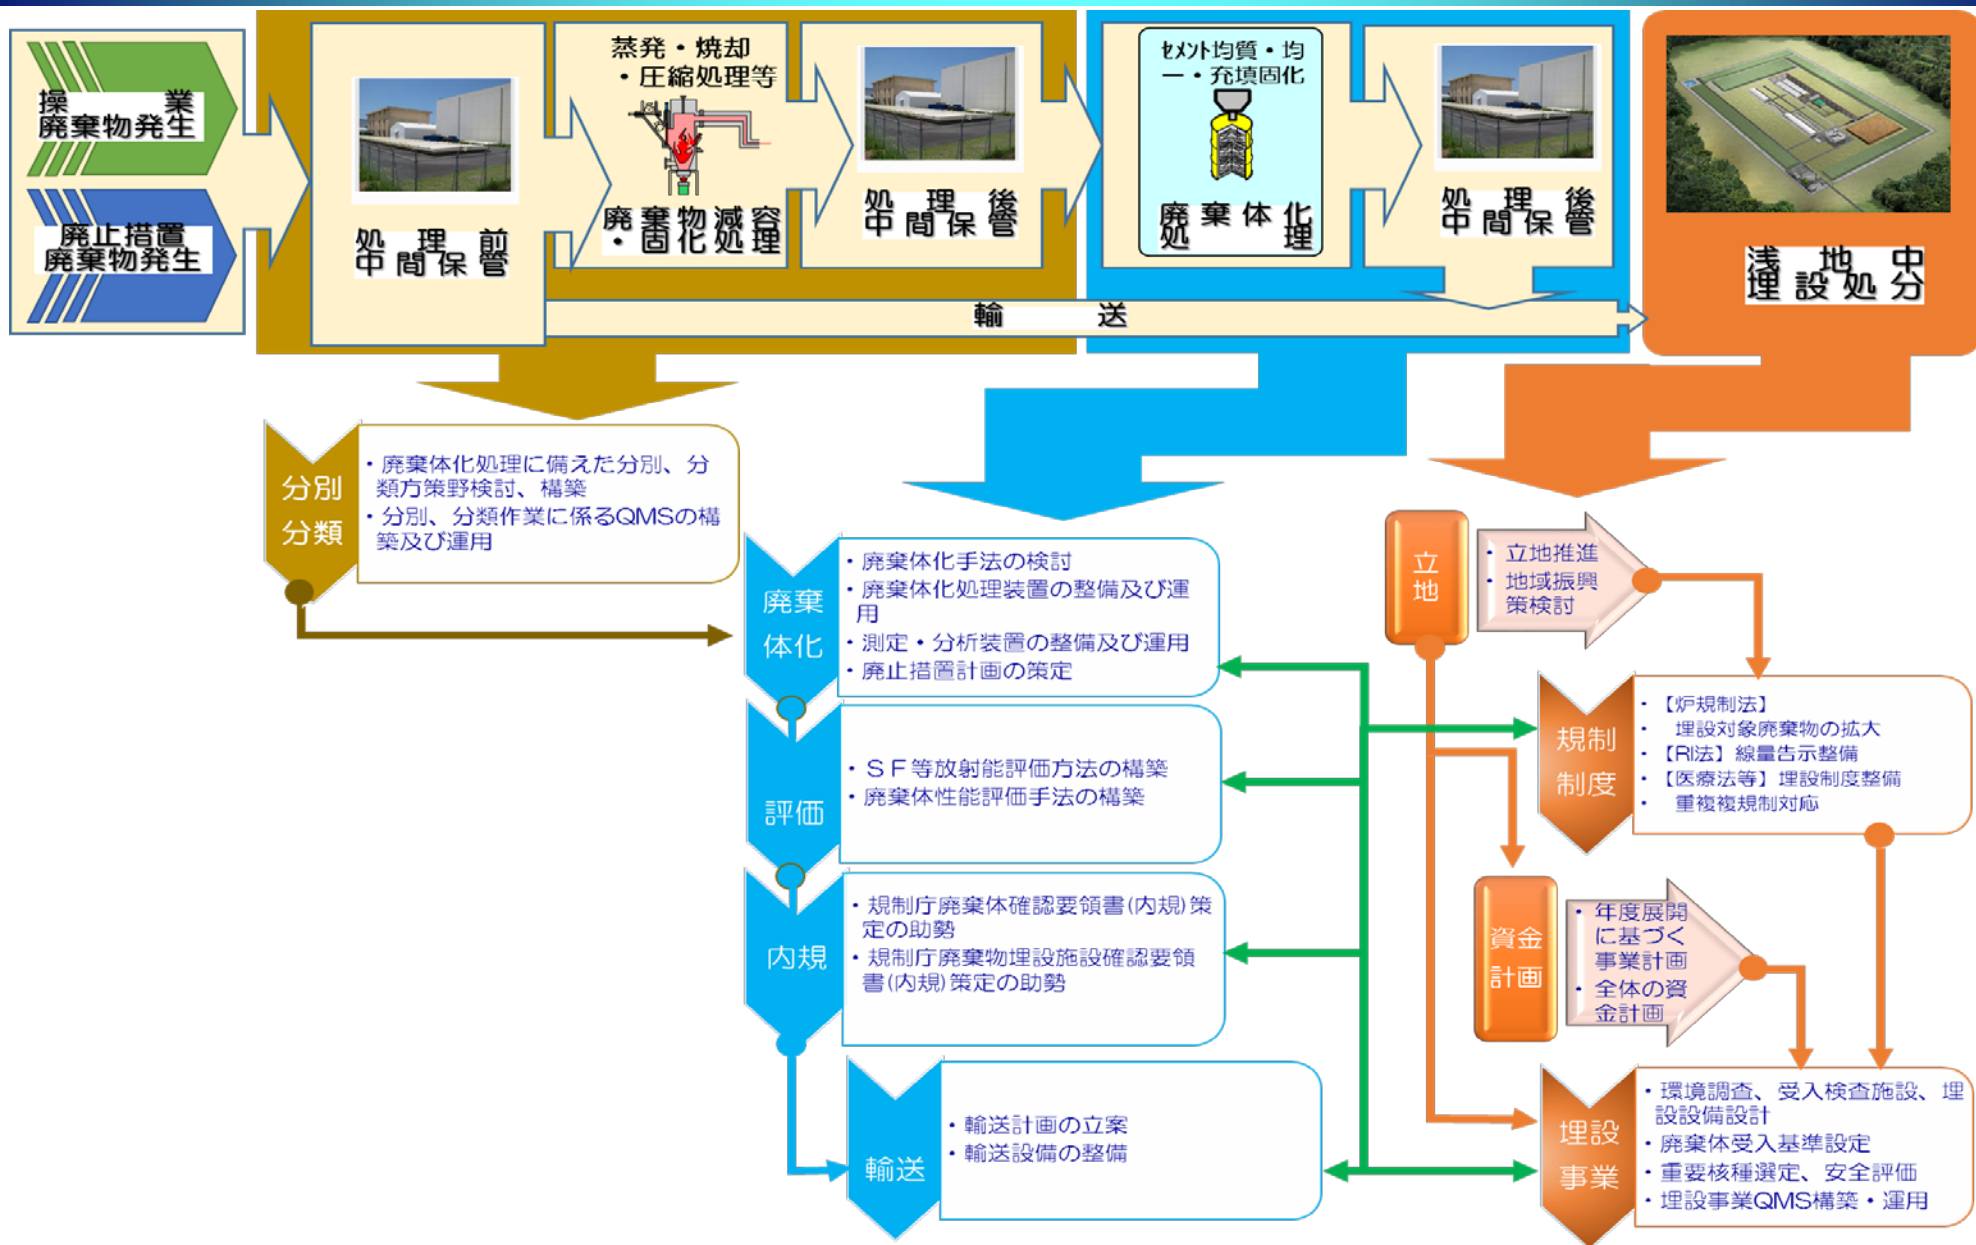 操業
廃棄物発生
廃止措置
廃棄物発生
処理前
中間保管
蒸発・焼却
・圧縮処理等
廃棄物減容
・固化処理
処理後
中間保管
セメント均質・均
一・充填固化
廃棄体化
処理
処理後
中間保管
輸送
浅地中
埋設処分
分別
分類
・廃棄体化処理に備えた分別、分
類方策野検討、構築
・分別、分類作業に係るQMSの構
築及び運用
廃棄
体化
・廃棄体化手法の検討
・廃棄体化処理装置の整備及び運
用
・測定・分析装置の整備及び運用
・廃止措置計画の策定
評価
・ＳＦ等放射能評価方法の構築
・廃棄体性能評価手法の構築
内規
・規制庁廃棄体確認要領書(内規)策
定の助勢
・規制庁廃棄物埋設施設確認要領
書(内規)策定の助勢
輸送
・輸送計画の立案
・輸送設備の整備
立
地
・立地推進
・地域振興
策検討
規制
制度
・【炉規制法】
・　埋設対象廃棄物の拡大
・【RI法】線量告示整備
・【医療法等】埋設制度整備
・　重複複規制対応
資金
計画
・年度展開
に基づく
事業計画
・全体の資
金計画
埋設
事業
・環境調査、受入検査施設、埋
設設備設計
・廃棄体受入基準設定
・重要核種選定、安全評価
・埋設事業QMS構築・運用